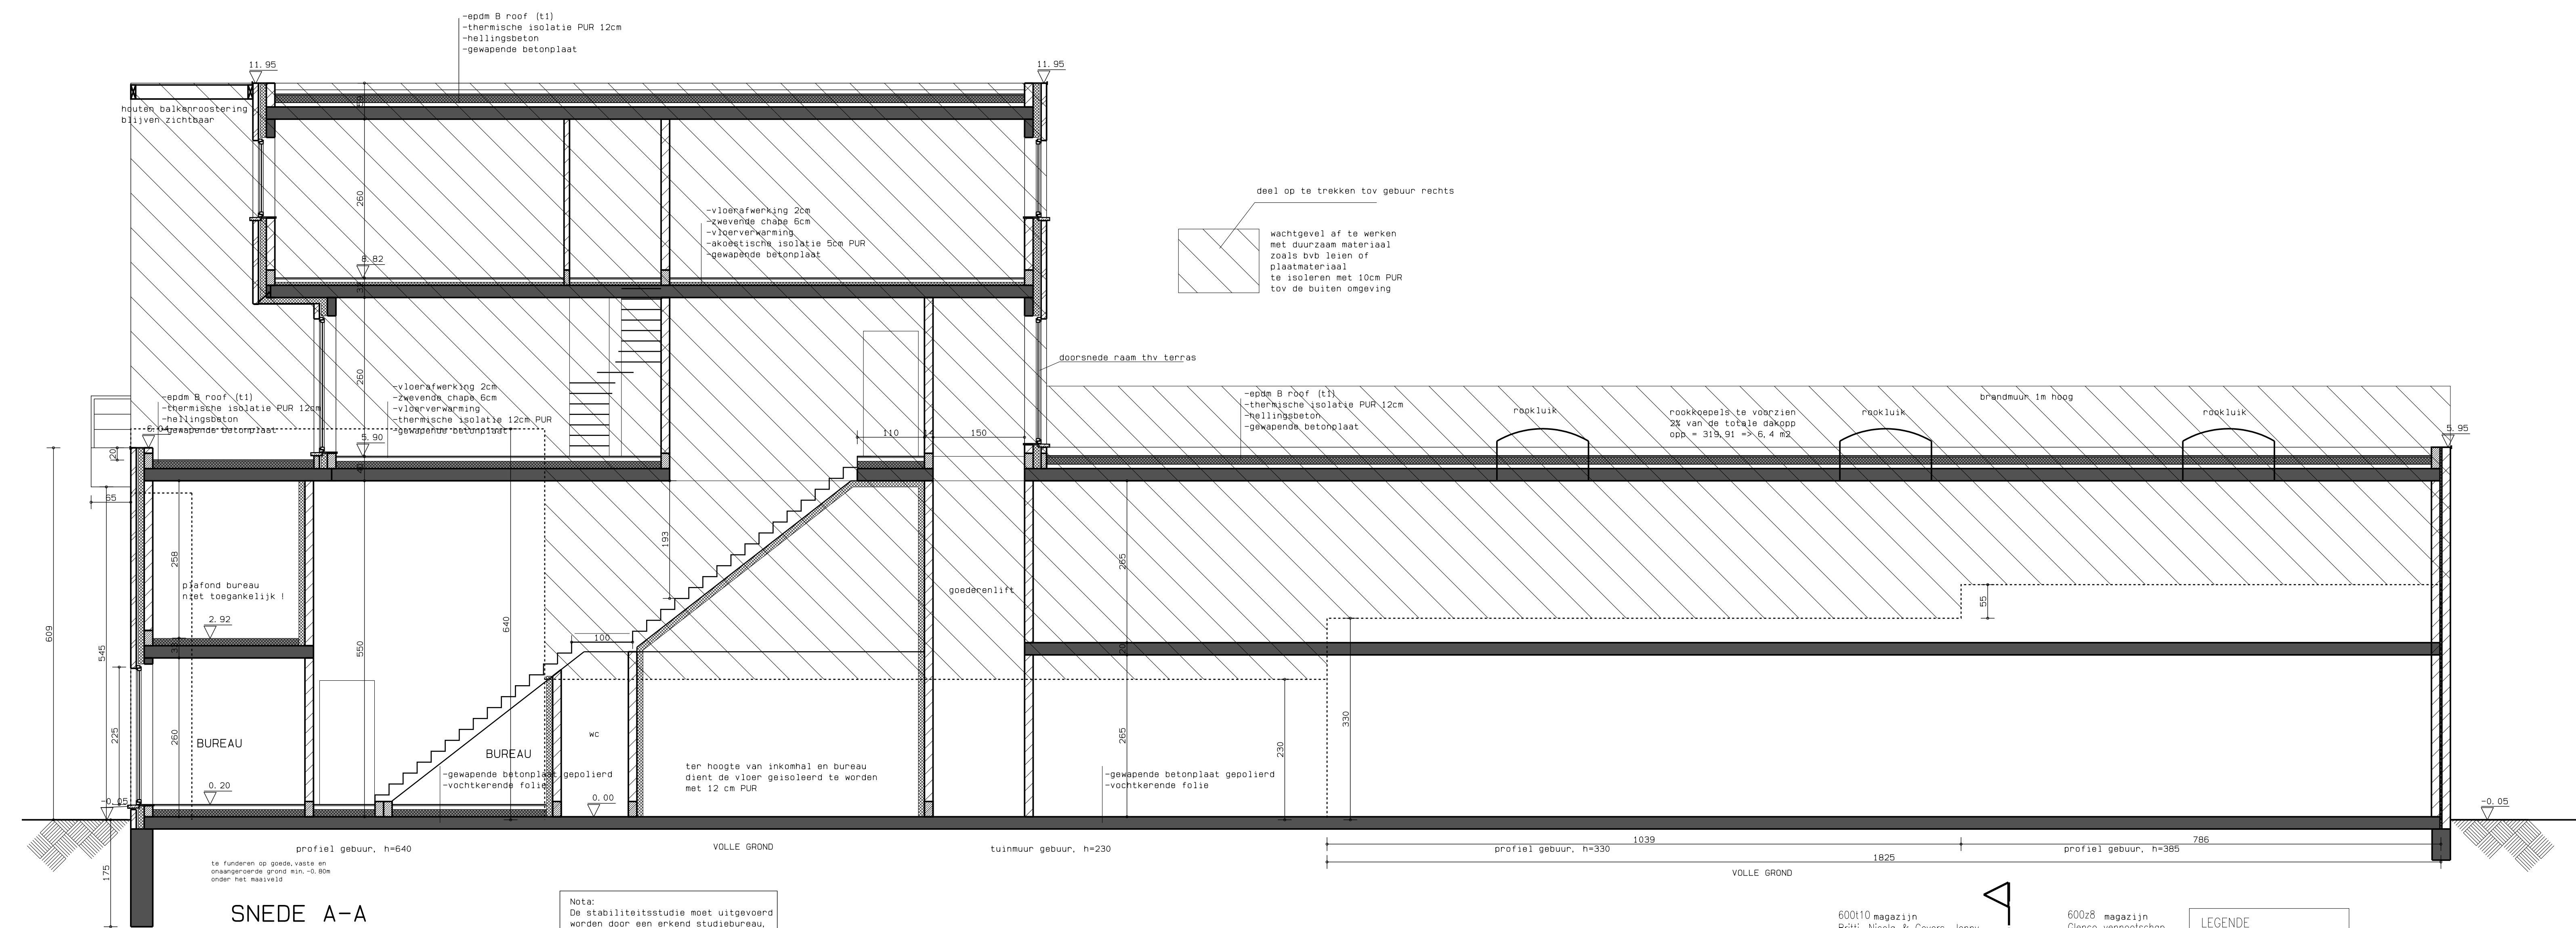 -epdm B roof (t1)
-thermische isolatie PUR 12cm
-hellingsbeton
-gewapende betonplaat
11.95
11.95
houten balkenroostering
blijven zichtbaar
59
260
deel op te trekken tov gebuur rechts
-vloerafwerking 2cm
-zwevende chape 6cm
-vloerverwarming
-akoestische isolatie 5cm PUR
-gewapende betonplaat
wachtgevel af te werken
met duurzaam materiaal
zoals bvb leien of
plaatmateriaal
te isoleren met 10cm PUR
tov de buiten omgeving
8.82
260
doorsnede raam thv terras
-epdm B roof (t1)
-thermische isolatie PUR 12cm
-hellingsbeton
-gewapende betonplaat
6.04
-vloerafwerking 2cm
-zwevende chape 6cm
-vloerverwarming
-thermische isolatie 12cm PUR
-gewapende betonplaat
5.90
-epdm B roof (t1)
-thermische isolatie PUR 12cm
-hellingsbeton
-gewapende betonplaat
rookluik
rookkoepels te voorzien
2% van de totale dakopp
opp = 319,91 => 6,4 m2
rookluik
brandmuur 1m hoog
rookluik
5.95
110
14
150
20
40
65
258
193
265
plafond bureau
niet toegankelijk !
goederenlift
55
2.92
609
545
550
640
100
20
225
260
BUREAU
BUREAU
wc
265
230
330
ter hoogte van inkomhal en bureau
dient de vloer geisoleerd te worden
met 12 cm PUR
-gewapende betonplaat gepolierd
-vochtkerende folie
-gewapende betonplaat gepolierd
-vochtkerende folie
-0.05
0.20
0.00
-0.05
175
profiel gebuur, h=640
VOLLE GROND
tuinmuur gebuur, h=230
1039
786
profiel gebuur, h=330
profiel gebuur, h=385
1825
VOLLE GROND
te funderen op goede,vaste en
onaangeroerde grond min.-0.80m
onder het maaiveld
SNEDE A-A
Nota:
De stabiliteitsstudie moet uitgevoerd
worden door een erkend studiebureau,
600t10 magazijn
600z8 magazijn
LEGENDE